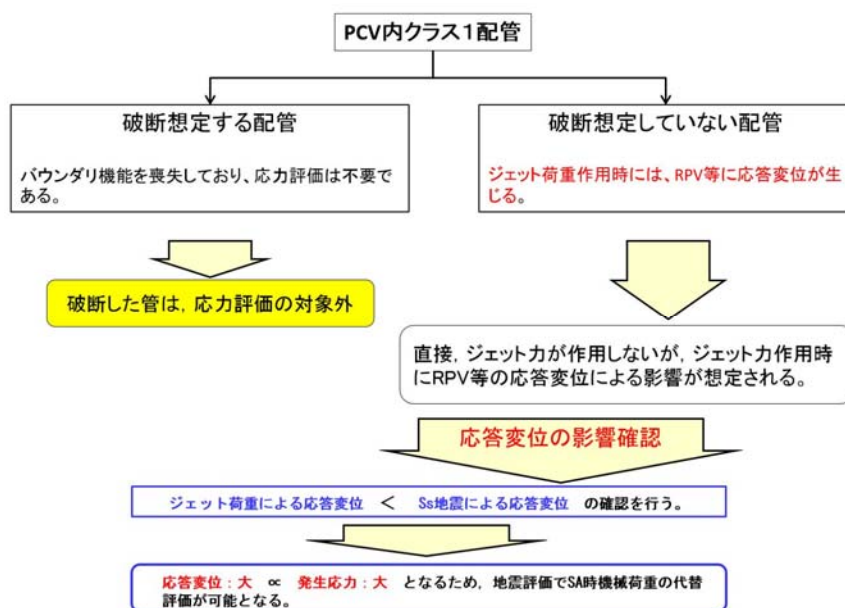 PCV内クラス1配管
破断想定する配管
バウンダリ機能を喪失しており、応力評価は不要で
ある。
破断した管は，応力評価の対象外
破断想定していない配管
ジェット荷重作用時には、RPV等に応答変位が生
じる。
直接，ジェット力が作用しないが，ジェット力作用時
にRPV等の応答変位による影響が想定される。
応答変位の影響確認
ジェット荷重による応答変位 ＜ Ss地震による応答変位 の確認を行う。
応答変位：大 ∝ 発生応力：大 となるため，地震評価でSA時機械荷重の代替
評価が可能となる。